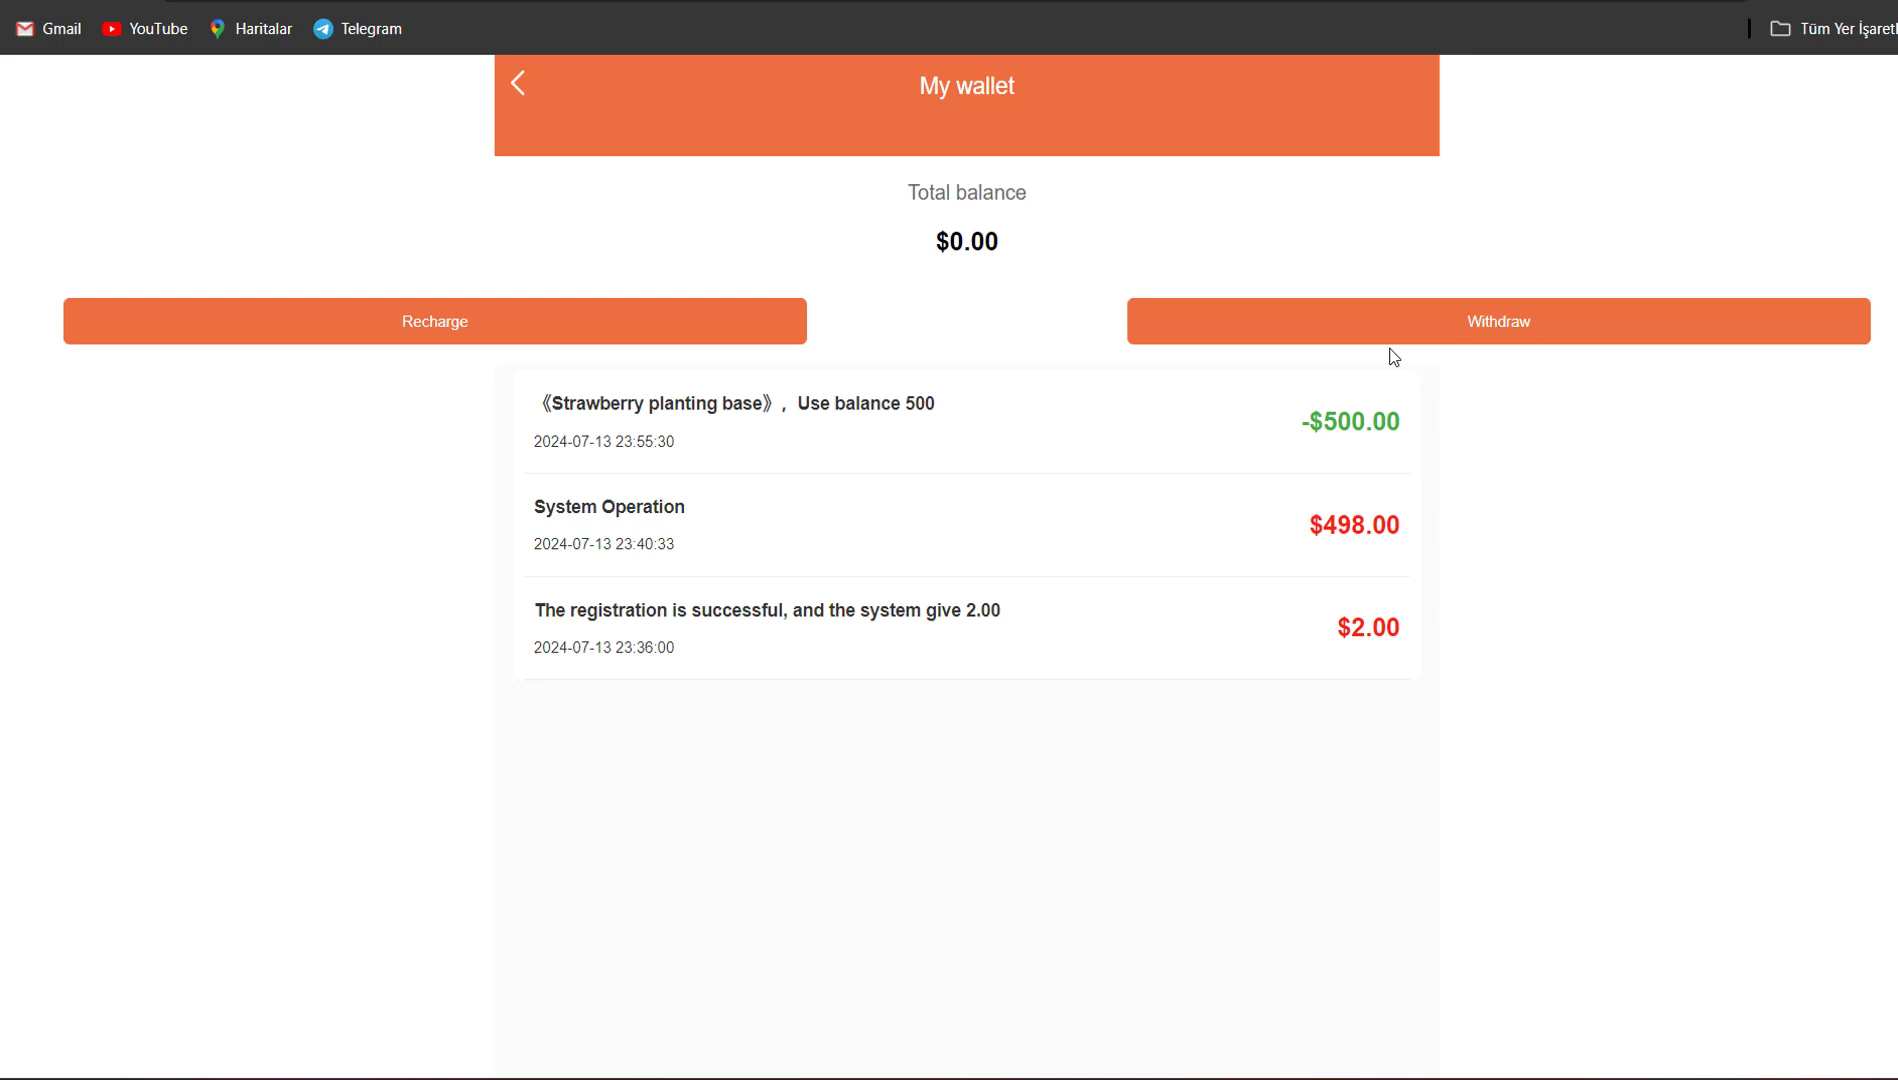 Gmail YouTube Haritalar Telegram Tüm Yer İşaretl
My wallet
Total balance
$0.00
Recharge Withdraw
《Strawberry planting base》, Use balance 500
-$500.00
2024-07-13 23:55:30
System Operation
$498.00
2024-07-13 23:40:33
The registration is successful, and the system give 2.00
$2.00
2024-07-13 23:36:00